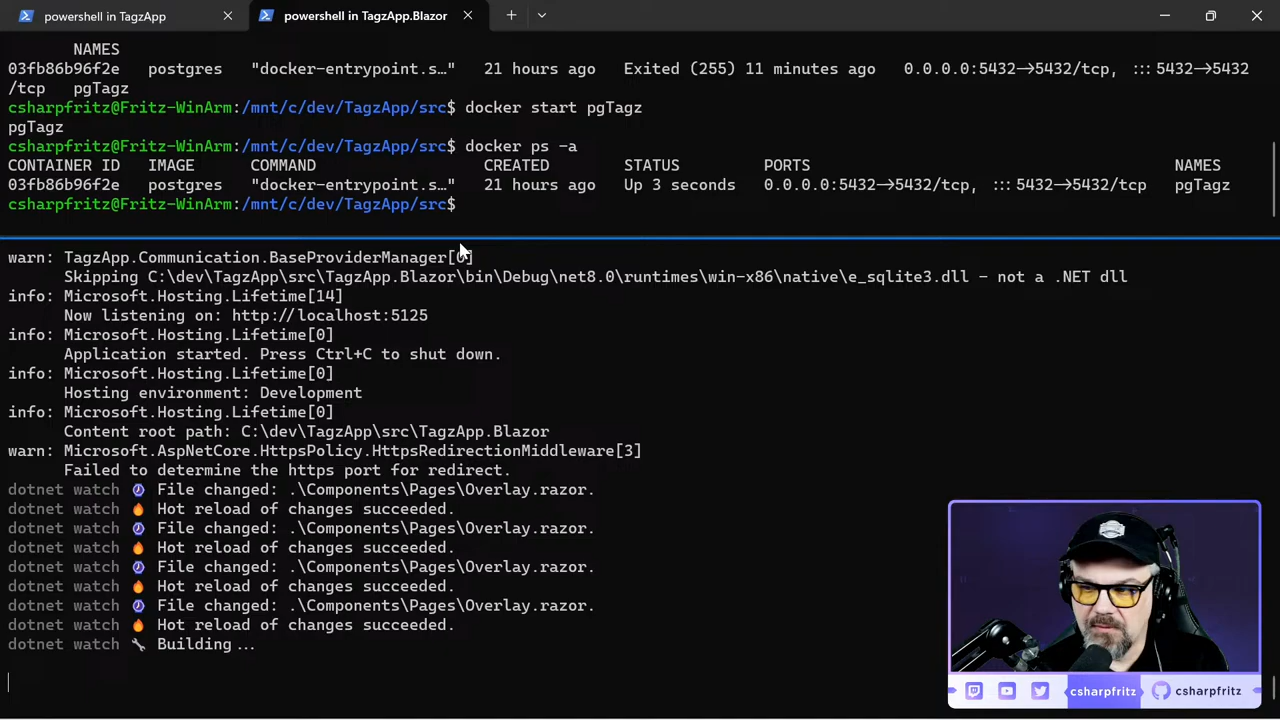 powershell in TagzApp
powershell in TagzApp.Blazor
NAMES
03fb86b96f2e postgres "docker-entrypoint.s…" 21 hours ago Exited (255) 11 minutes ago 0.0.0.0:5432->5432/tcp, :::5432->5432
/tcp pgTagz
csharpfritz@Fritz-WinArm:/mnt/c/dev/TagzApp/src$ docker start pgTagz
pgTagz
csharpfritz@Fritz-WinArm:/mnt/c/dev/TagzApp/src$ docker ps -a
CONTAINER ID IMAGE COMMAND CREATED STATUS PORTS NAMES
03fb86b96f2e postgres "docker-entrypoint.s…" 21 hours ago Up 3 seconds 0.0.0.0:5432->5432/tcp, :::5432->5432/tcp pgTagz
csharpfritz@Fritz-WinArm:/mnt/c/dev/TagzApp/src$
warn: TagzApp.Communication.BaseProviderManager[0]
Skipping C:\dev\TagzApp\src\TagzApp.Blazor\bin\Debug\net8.0\runtimes\win-x86\native\e_sqlite3.dll - not a .NET dll
info: Microsoft.Hosting.Lifetime[14]
Now listening on: http://localhost:5125
info: Microsoft.Hosting.Lifetime[0]
Application started. Press Ctrl+C to shut down.
info: Microsoft.Hosting.Lifetime[0]
Hosting environment: Development
info: Microsoft.Hosting.Lifetime[0]
Content root path: C:\dev\TagzApp\src\TagzApp.Blazor
warn: Microsoft.AspNetCore.HttpsPolicy.HttpsRedirectionMiddleware[3]
Failed to determine the https port for redirect.
dotnet watch File changed: .\Components\Pages\Overlay.razor.
dotnet watch 🔥 Hot reload of changes succeeded.
dotnet watch File changed: .\Components\Pages\Overlay.razor.
dotnet watch 🔥 Hot reload of changes succeeded.
dotnet watch File changed: .\Components\Pages\Overlay.razor.
dotnet watch 🔥 Hot reload of changes succeeded.
dotnet watch File changed: .\Components\Pages\Overlay.razor.
dotnet watch 🔥 Hot reload of changes succeeded.
dotnet watch 🔧 Building...
csharpfritz csharpfritz